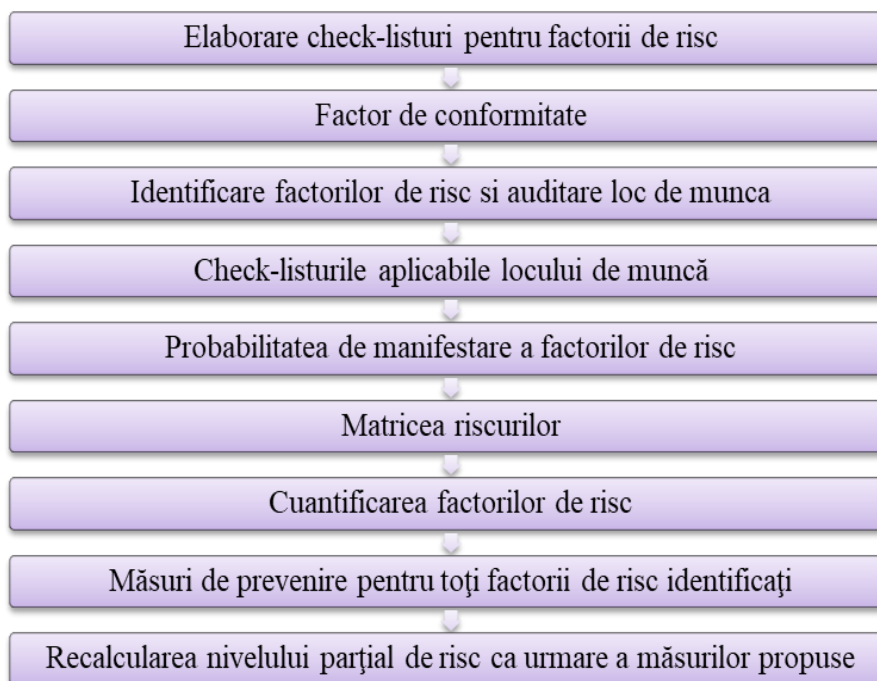 Elaborare check-listuri pentru factorii de risc
Factor de conformitate
Identificare factorilor de risc si auditare loc de munca
Check-listurile aplicabile locului de muncă
Probabilitatea de manifestare a factorilor de risc
Matricea riscurilor
Cuantificarea factorilor de risc
Măsuri de prevenire pentru toţi factorii de risc identificaţi
Recalcularea nivelului parţial de risc ca urmare a măsurilor propuse